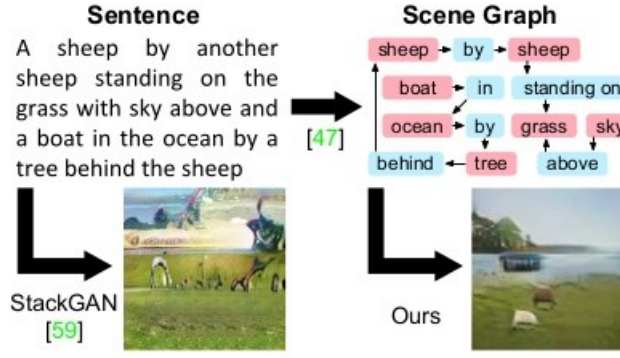 Sentence
A sheep by another
sheep standing on the
grass with sky above and
a boat in the ocean by a
tree behind the sheep
[47]
Scene Graph
sheep by sheep
boat in standing on
ocean by grass sky
behind tree above
StackGAN
[59]
Ours